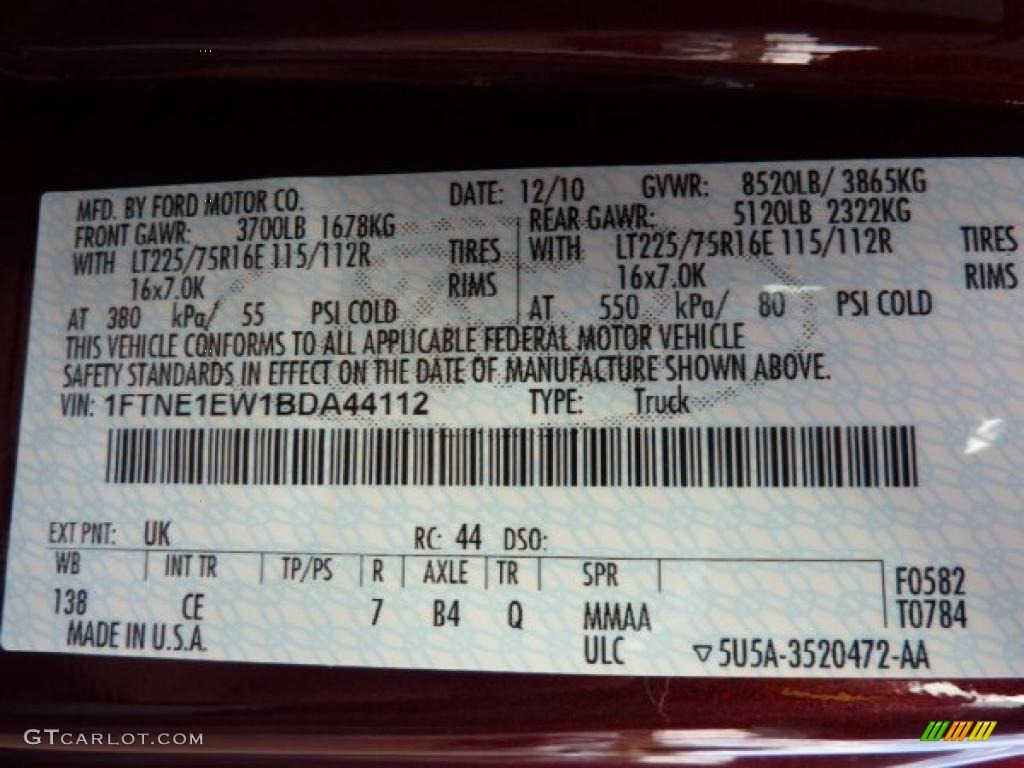 MFD. BY FORD MOTOR CO. DATE: 12/10 GVWR: 8520LB/ 3865KG
FRONT GAWR: 3700LB 1678KG REAR GAWR: 5120LB 2322KG
WITH LT225/75R16E 115/112R TIRES WITH LT225/75R16E 115/112R TIRES
16x7.0K RIMS 16x7.0K RIMS
AT 380 kPa/ 55 PSI COLD AT 550 kPa/ 80 PSI COLD
THIS VEHICLE CONFORMS TO ALL APPLICABLE FEDERAL MOTOR VEHICLE
SAFETY STANDARDS IN EFFECT ON THE DATE OF MANUFACTURE SHOWN ABOVE.
VIN: 1FTNE1EW1BDA44112 TYPE: Truck
EXT PNT: UK RC: 44 DSO:
WB INT TR TP/PS R AXLE TR SPR F0582
138 CE 7 B4 Q MMAA T0784
MADE IN U.S.A. ULC ▽5U5A-3520472-AA
GTCARLOT.COM